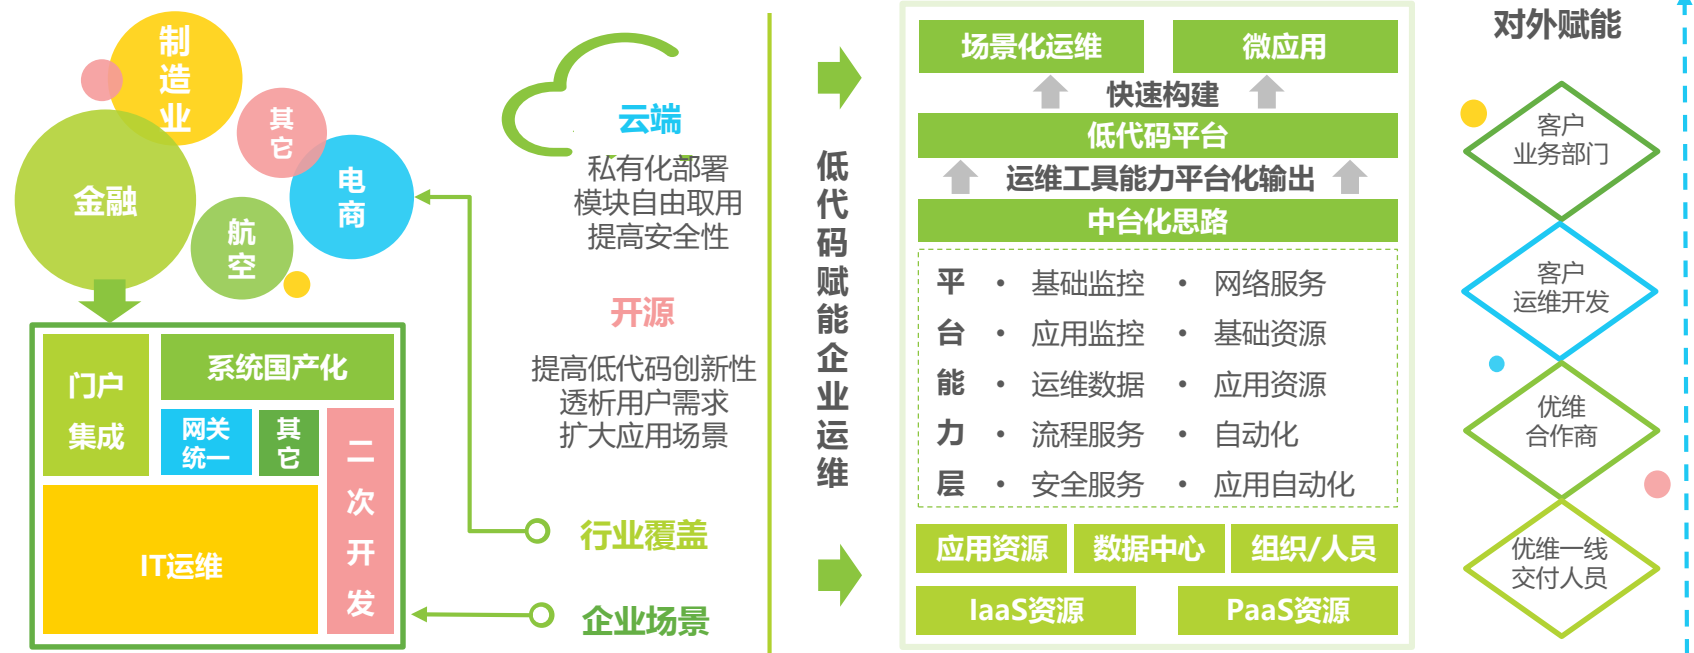 制
造
业
其
它
金融
电
商
航
空
门户
集成
系统国产化
网关
统一
其
它
二
次
开
发
IT运维
云端
私有化部署
模块自由取用
提高安全性
开源
提高低代码创新性
透析用户需求
扩大应用场景
行业覆盖
企业场景
低
代
码
赋
能
企
业
运
维
场景化运维
微应用
快速构建
低代码平台
运维工具能力平台化输出
中台化思路
平
台
能
力
层
• 基础监控 • 网络服务
• 应用监控 • 基础资源
• 运维数据 • 应用资源
• 流程服务 • 自动化
• 安全服务 • 应用自动化
应用资源
数据中心
组织/人员
IaaS资源
PaaS资源
对外赋能
客户
业务部门
客户
运维开发
优维
合作商
优维一线
交付人员